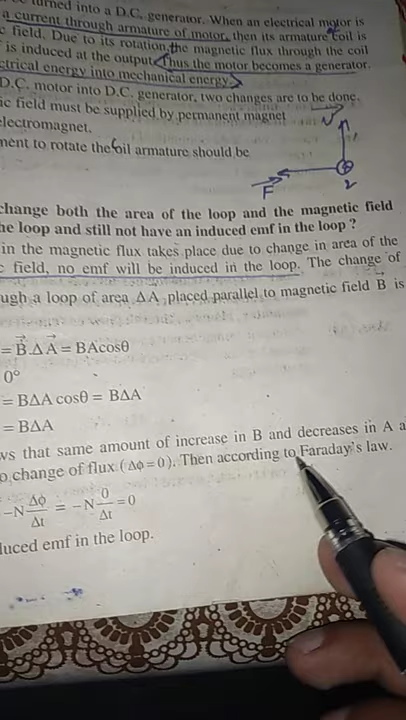 turned into a D.C. generator. When an electrical motor is
a current through armature of motor, then its armature coil is
c field. Due to its rotation, the magnetic flux through the coil
f is induced at the output. Thus the motor becomes a generator.
ctrical energy into mechanical energy.
D.C. motor into D.C. generator, two changes are to be done.
ic field must be supplied by permanent magnet
electromagnet.
ment to rotate the coil armature should be
F
2
change both the area of the loop and the magnetic field
he loop and still not have an induced emf in the loop ?
in the magnetic flux takes place due to change in area of the
c field, no emf will be induced in the loop. The change of
ugh a loop of area ΔA placed parallel to magnetic field B⃗ is
= B⃗.ΔA⃗ = BAcosθ
0°
= BΔA cosθ = BΔA
= BΔA
ws that same amount of increase in B and decreases in A a
o change of flux (Δϕ=0). Then according to Faraday's law.
-N Δϕ/Δt = -N 0/Δt = 0
duced emf in the loop.